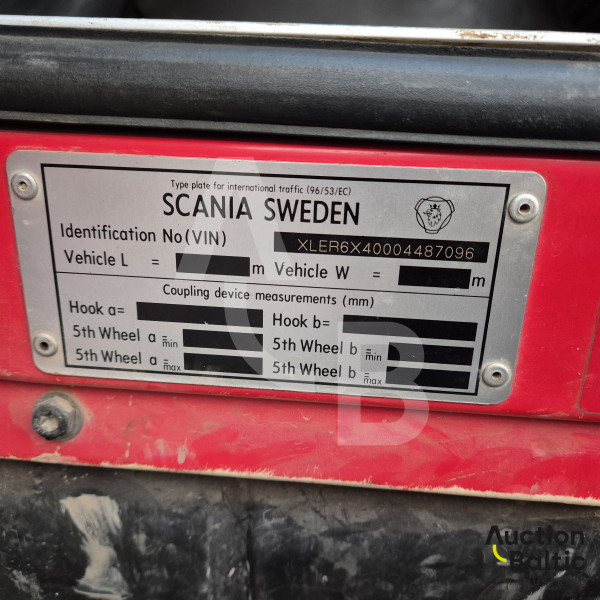 Type plate for international traffic (96/53/EC)
SCANIA SWEDEN
Identification No(VIN) XLER6X40004487096
Vehicle L = m Vehicle W = m
Coupling device measurements (mm)
Hook a= Hook b=
5th Wheel a = min 5th Wheel b = min
5th Wheel a = max 5th Wheel b = max
AB
Auction
Baltic